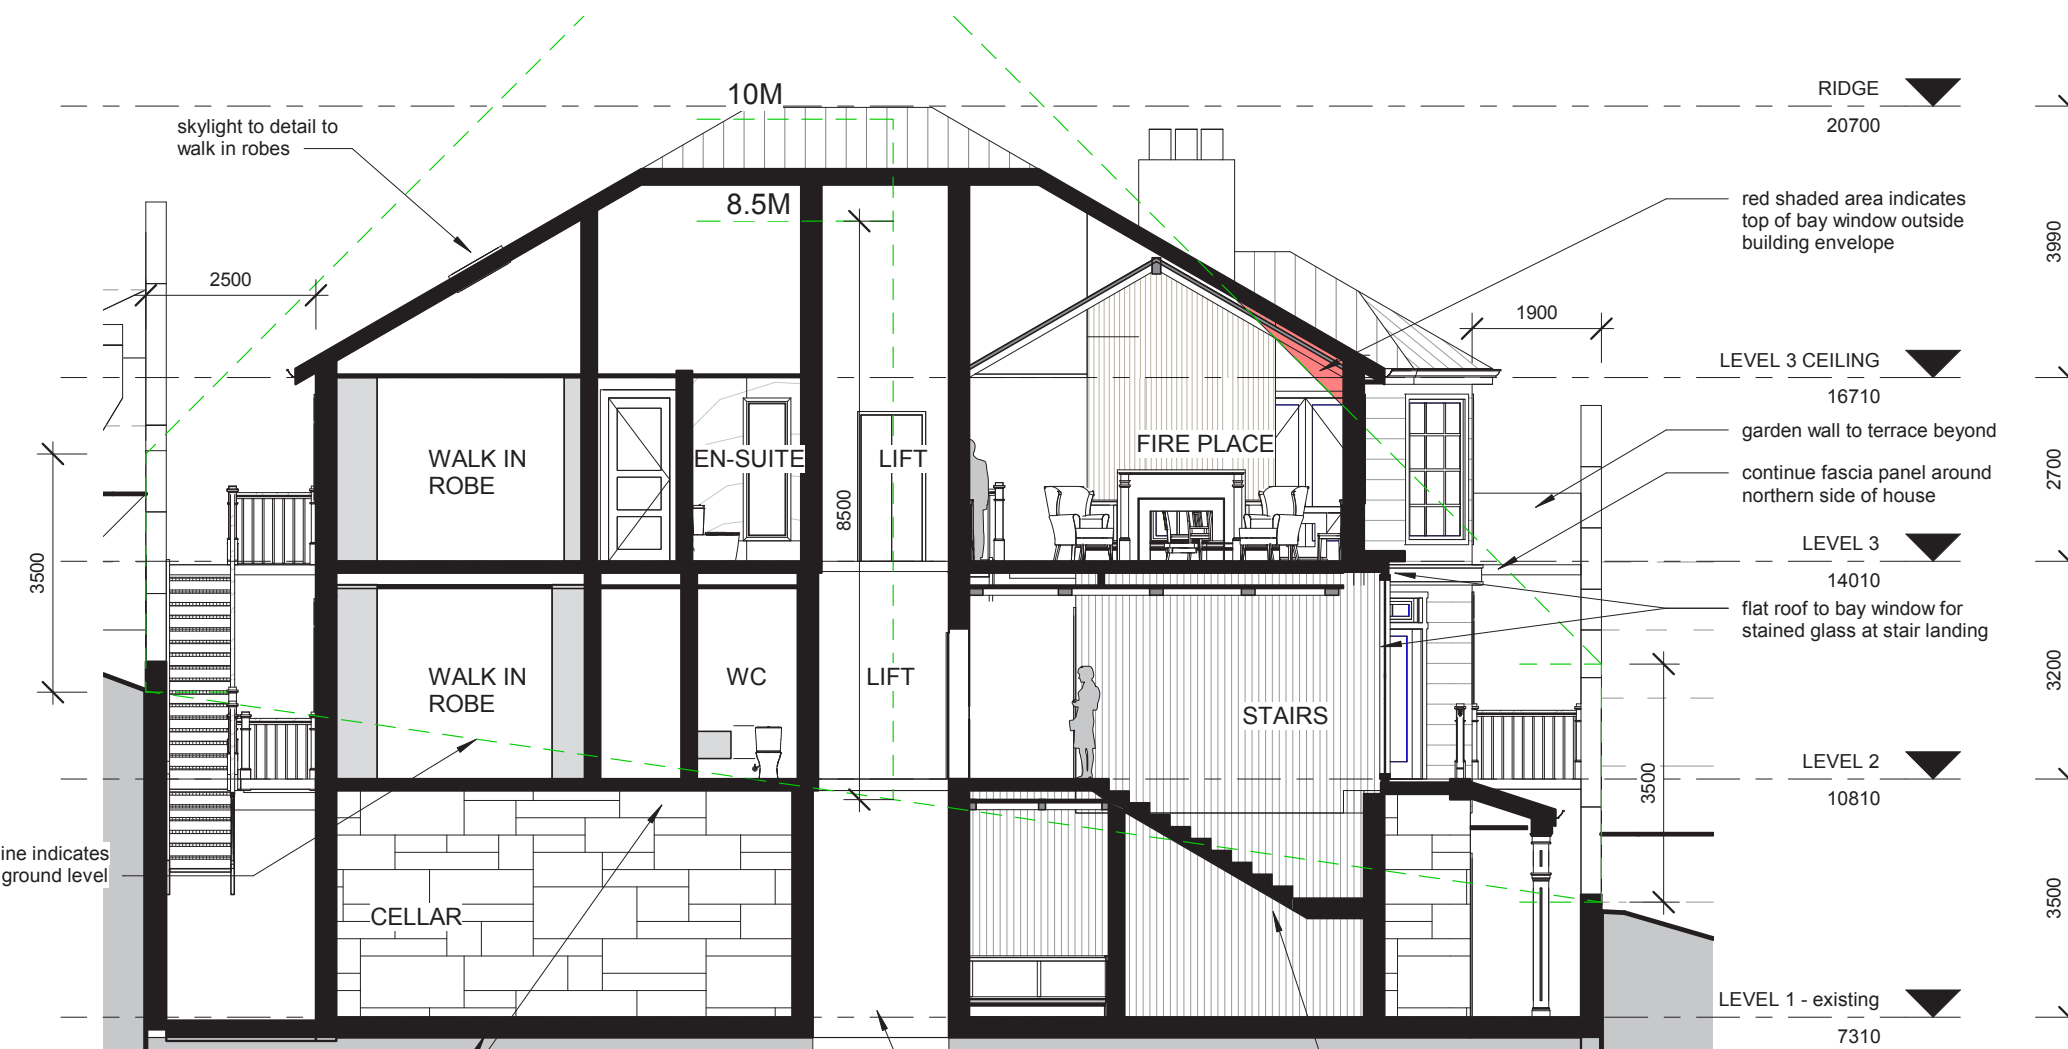 10M
RIDGE
20700
skylight to detail to
walk in robes
8.5M
red shaded area indicates
top of bay window outside
building envelope
3990
2500
1900
LEVEL 3 CEILING
16710
garden wall to terrace beyond
WALK IN
ROBE
EN-SUITE
LIFT
FIRE PLACE
continue fascia panel around
northern side of house
2700
8500
3500
LEVEL 3
14010
flat roof to bay window for
stained glass at stair landing
WALK IN
ROBE
WC
LIFT
STAIRS
3200
LEVEL 2
10810
3500
ine indicates
ground level
CELLAR
3500
LEVEL 1 - existing
7310